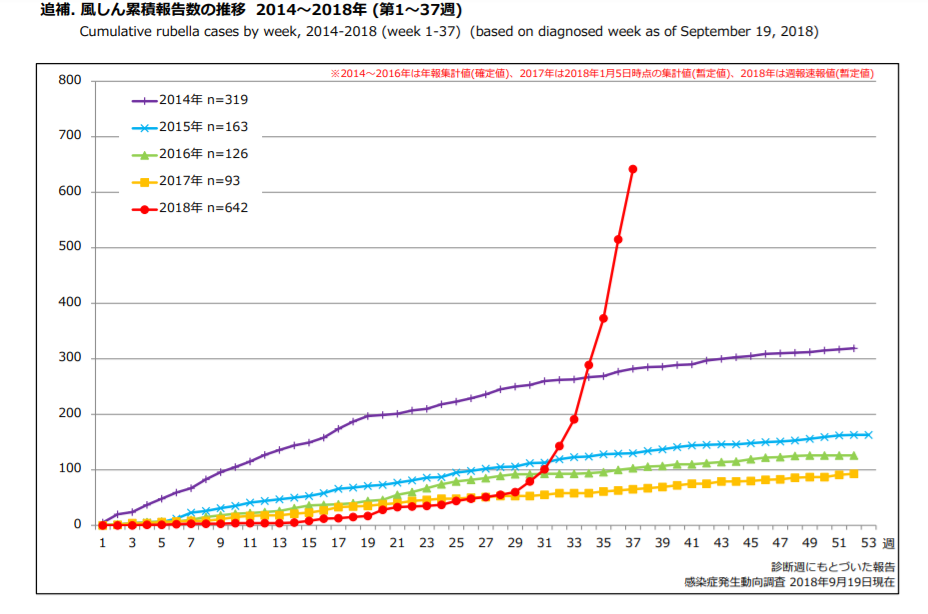 追補. 風しん累積報告数の推移 2014～2018年 (第1～37週)
Cumulative rubella cases by week, 2014-2018 (week 1-37) (based on diagnosed week as of September 19, 2018)
※2014～2016年は年報集計値(確定値)、2017年は2018年1月5日時点の集計値(暫定値)、2018年は週報速報値(暫定値)
800
700
600
500
400
300
200
100
0
2014年 n=319
2015年 n=163
2016年 n=126
2017年 n=93
2018年 n=642
1 3 5 7 9 11 13 15 17 19 21 23 25 27 29 31 33 35 37 39 41 43 45 47 49 51 53 週
診断週にもとづいた報告
感染症発生動向調査 2018年9月19日現在